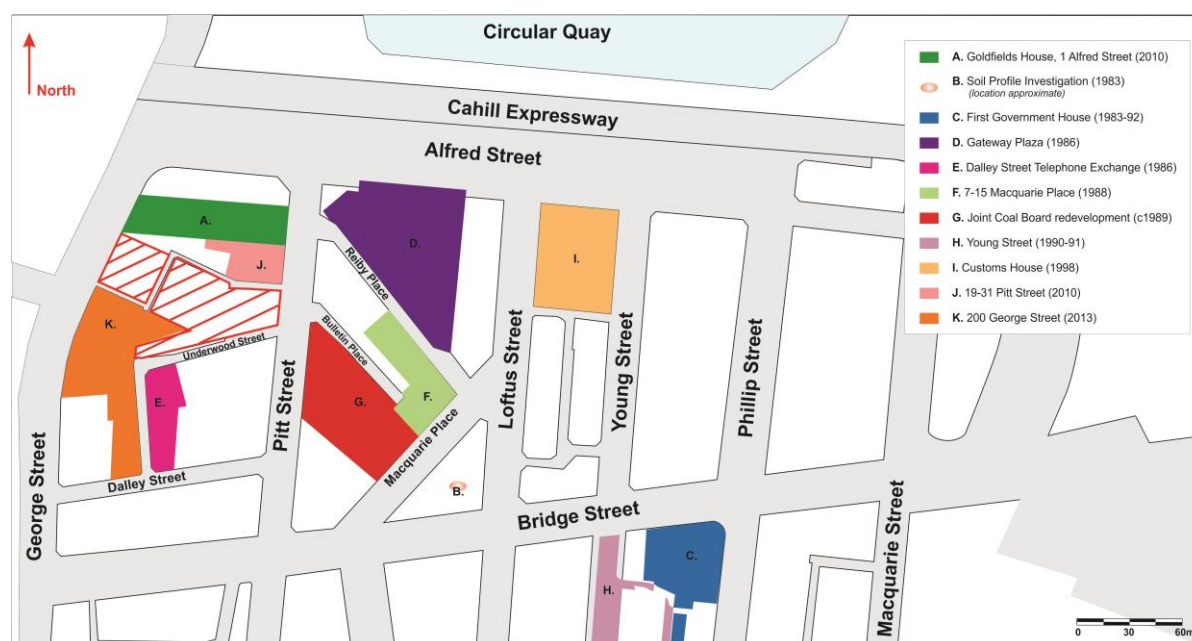 Circular Quay
North
Cahill Expressway
Alfred Street
A. Goldfields House, 1 Alfred Street (2010)
B. Soil Profile Investigation (1983)
(location approximate)
C. First Government House (1983-92)
D. Gateway Plaza (1986)
E. Dalley Street Telephone Exchange (1986)
F. 7-15 Macquarie Place (1988)
G. Joint Coal Board redevelopment (c1989)
H. Young Street (1990-91)
I. Customs House (1998)
J. 19-31 Pitt Street (2010)
K. 200 George Street (2013)
A.
J.
D.
I.
Reiby Place
K.
Bulletin Place
Underwood Street
Loftus Street
Young Street
Phillip Street
E.
Pitt Street
G.
F.
Macquarie Place
Dalley Street
B.
George Street
Bridge Street
Macquarie Street
C.
H.
0 30 60m